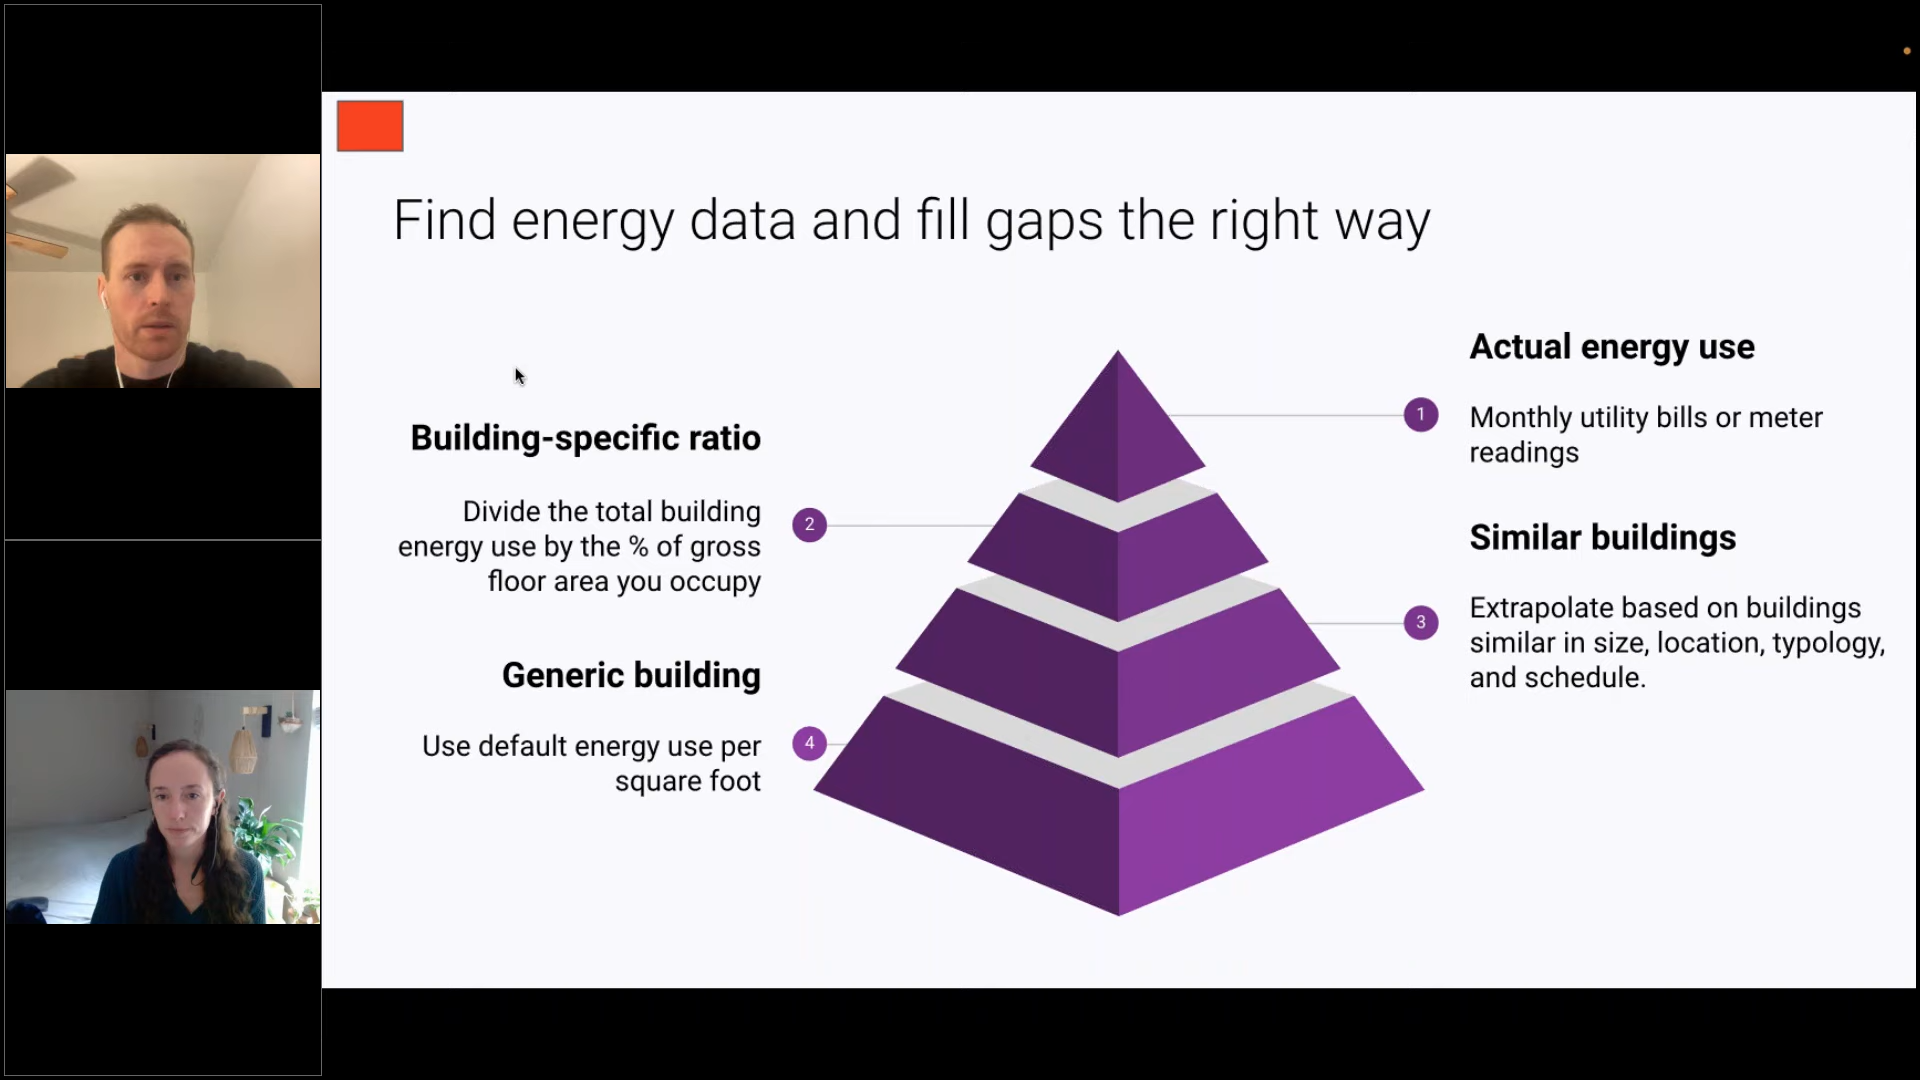 Find energy data and fill gaps the right way
Actual energy use
1
Monthly utility bills or meter
readings
Building-specific ratio
2
Divide the total building
energy use by the % of gross
floor area you occupy
Similar buildings
3
Extrapolate based on buildings
similar in size, location, typology,
and schedule.
Generic building
4
Use default energy use per
square foot